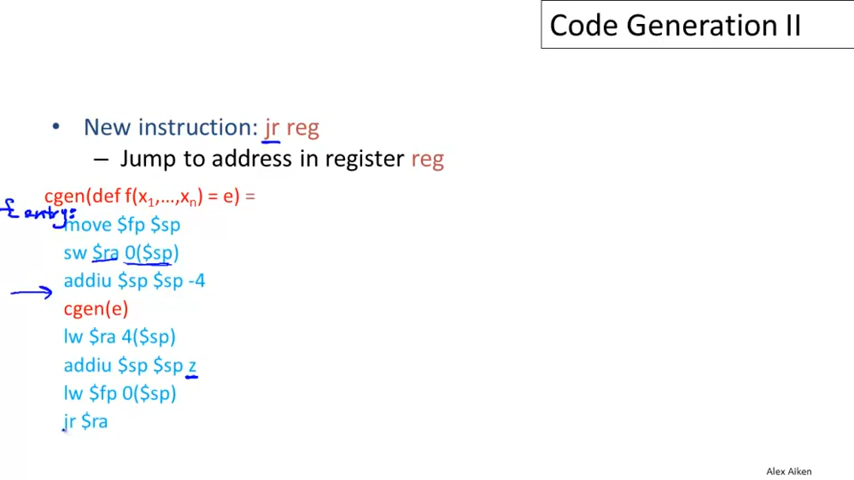 Code Generation II
• New instruction: jr reg
– Jump to address in register reg
cgen(def f(x1,…,xn) = e) =
f entry:
move $fp $sp
sw $ra 0($sp)
addiu $sp $sp -4
cgen(e)
lw $ra 4($sp)
addiu $sp $sp z
lw $fp 0($sp)
jr $ra
Alex Aiken